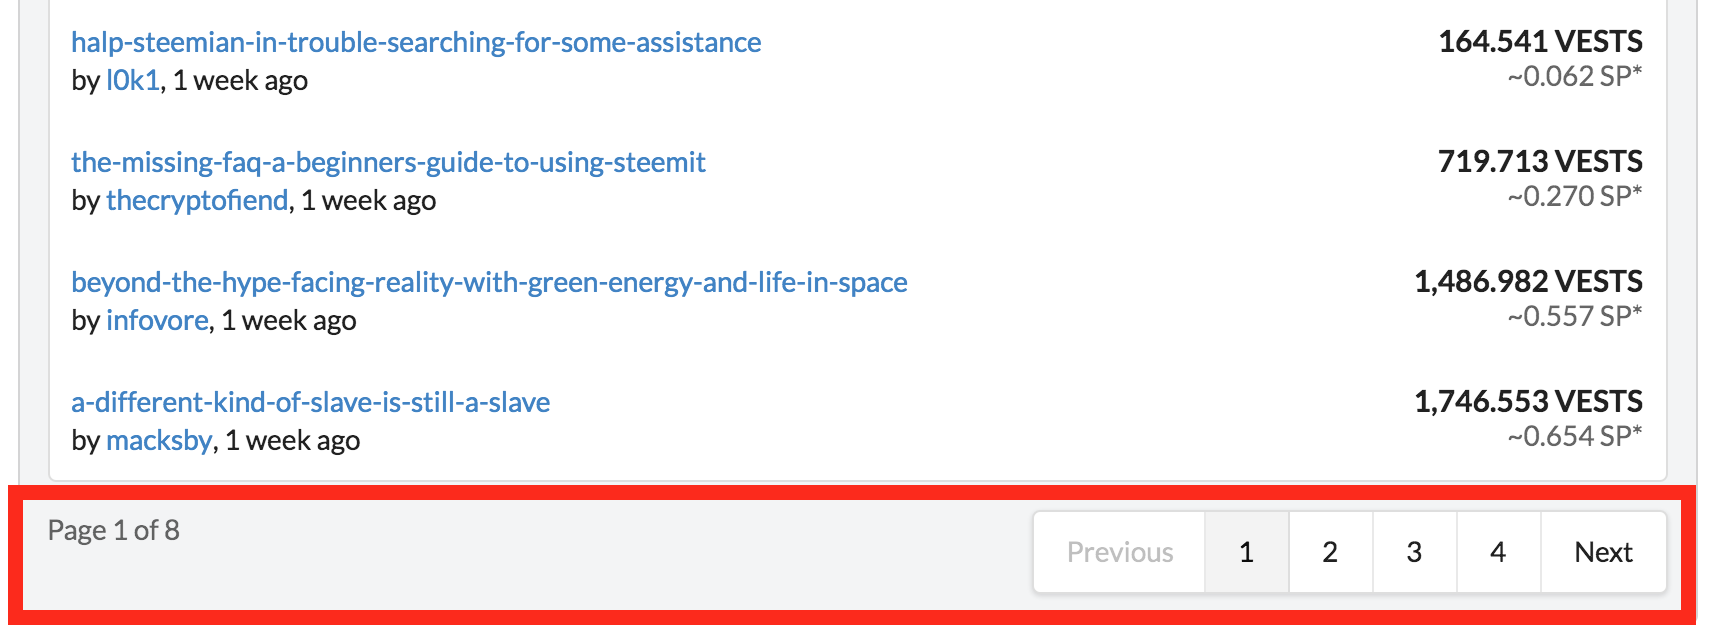 halp-steemian-in-trouble-searching-for-some-assistance
164.541 VESTS
by l0k1, 1 week ago
~0.062 SP*
the-missing-faq-a-beginners-guide-to-using-steemit
719.713 VESTS
by thecryptofiend, 1 week ago
~0.270 SP*
beyond-the-hype-facing-reality-with-green-energy-and-life-in-space
1,486.982 VESTS
by infovore, 1 week ago
~0.557 SP*
a-different-kind-of-slave-is-still-a-slave
1,746.553 VESTS
by macksby, 1 week ago
~0.654 SP*
Page 1 of 8
Previous 1 2 3 4 Next